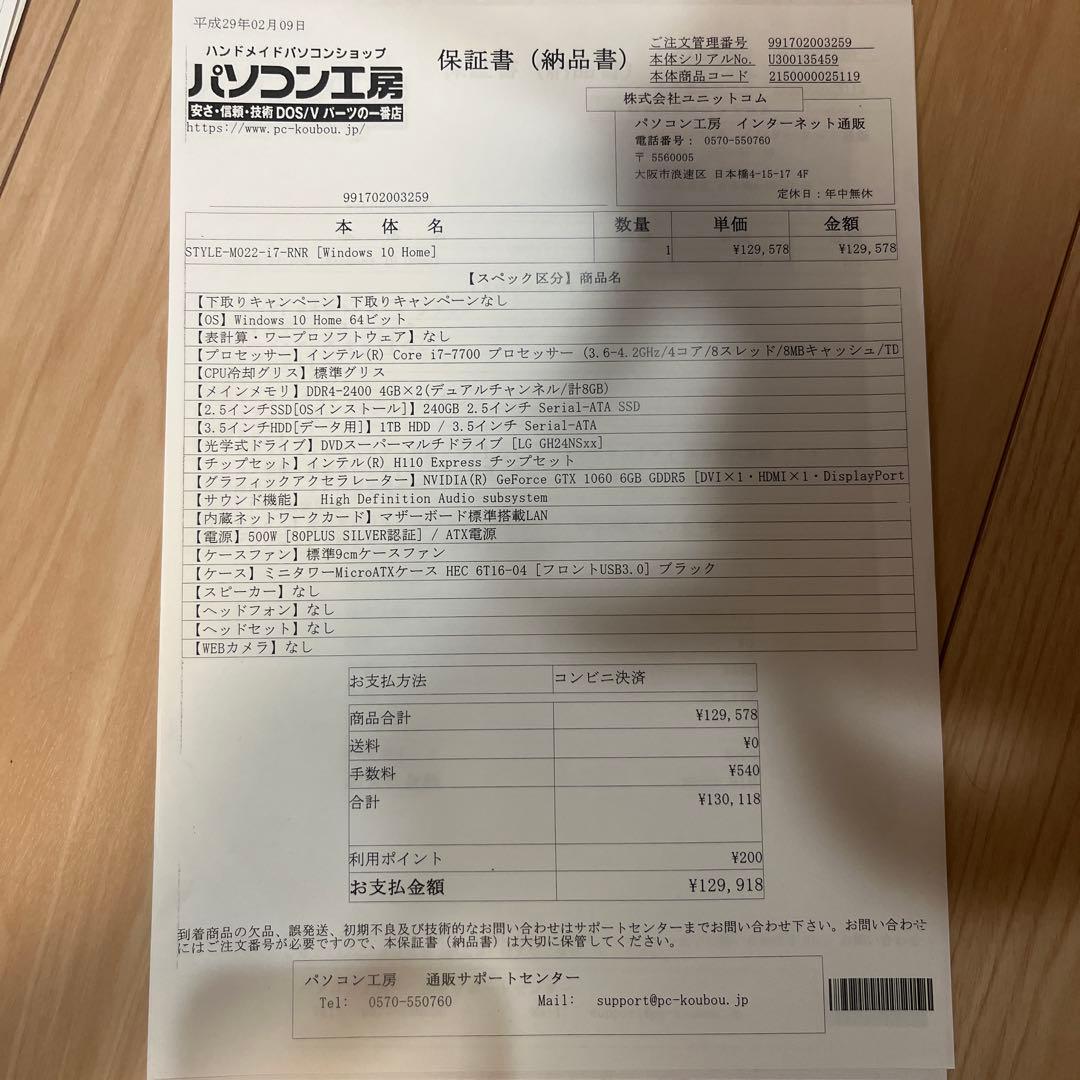 平成29年02月09日
ハンドメイドパソコンショップ
パソコン工房
安さ・信頼・技術 DOS/V パーツの一番店
https://www.pc-koubou.jp/
保証書（納品書）
ご注文管理番号 991702003259
本体シリアルNo. U300135459
本体商品コード 2150000025119
株式会社ユニットコム
パソコン工房 インターネット通販
電話番号： 0570-550760
〒 5560005
大阪市浪速区 日本橋4-15-17 4F
定休日：年中無休
991702003259
本 体 名 数量 単価 金額
STYLE-M022-i7-RNR [Windows 10 Home] 1 ¥129,578 ¥129,578
【スペック区分】商品名
【下取りキャンペーン】下取りキャンペーンなし
【OS】Windows 10 Home 64ビット
【表計算・ワープロソフトウェア】なし
【プロセッサー】インテル(R) Core i7-7700 プロセッサー (3.6-4.2GHz/4コア/8スレッド/8MBキャッシュ/TD
【CPU冷却グリス】標準グリス
【メインメモリ】DDR4-2400 4GB×2(デュアルチャンネル/計8GB)
【2.5インチSSD[OSインストール]】240GB 2.5インチ Serial-ATA SSD
【3.5インチHDD[データ用]】1TB HDD / 3.5インチ Serial-ATA
【光学式ドライブ】DVDスーパーマルチドライブ [LG GH24NSxx]
【チップセット】インテル(R) H110 Express チップセット
【グラフィックアクセラレーター】NVIDIA(R) GeForce GTX 1060 6GB GDDR5 [DVI×1・HDMI×1・DisplayPort
【サウンド機能】 High Definition Audio subsystem
【内蔵ネットワークカード】マザーボード標準搭載LAN
【電源】500W [80PLUS SILVER認証] / ATX電源
【ケースファン】標準9cmケースファン
【ケース】ミニタワーMicroATXケース HEC 6T16-04 [フロントUSB3.0] ブラック
【スピーカー】なし
【ヘッドフォン】なし
【ヘッドセット】なし
【WEBカメラ】なし
お支払方法 コンビニ決済
商品合計 ¥129,578
送料 ¥0
手数料 ¥540
合計 ¥130,118
利用ポイント ¥200
お支払金額 ¥129,918
到着商品の欠品、誤発送、初期不良及び技術的なお問い合わせはサポートセンターまでお問い合わせ下さい。お問い合わせ
にはご注文番号が必要ですので、本保証書（納品書）は大切に保管してください。
パソコン工房 通販サポートセンター
Tel: 0570-550760 Mail: support@pc-koubou.jp